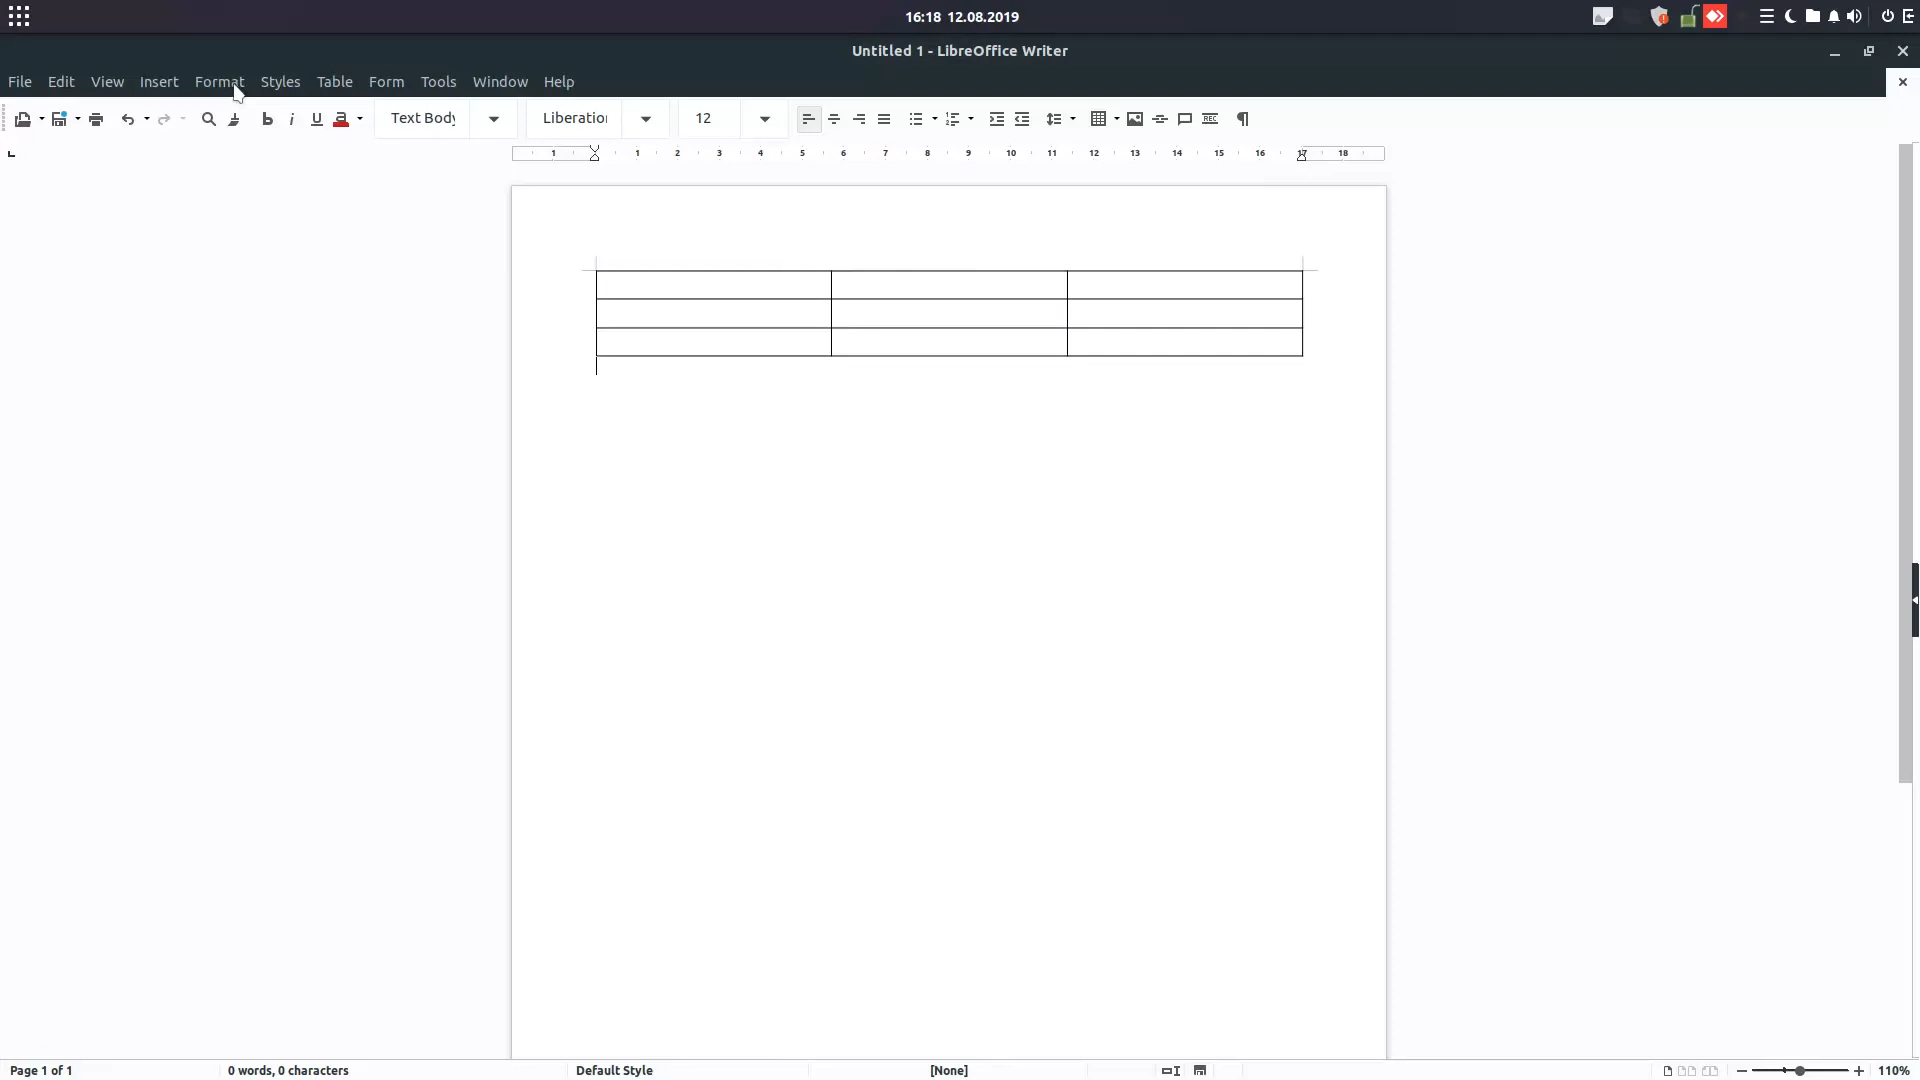 16:18 12.08.2019
Untitled 1 - LibreOffice Writer
File Edit View Insert Format Styles Table Form Tools Window Help
b i U a Text Body Liberation 12 REC
1 1 2 3 4 5 6 7 8 9 10 11 12 13 14 15 16 17 18
Page 1 of 1 0 words, 0 characters Default Style [None] 110%